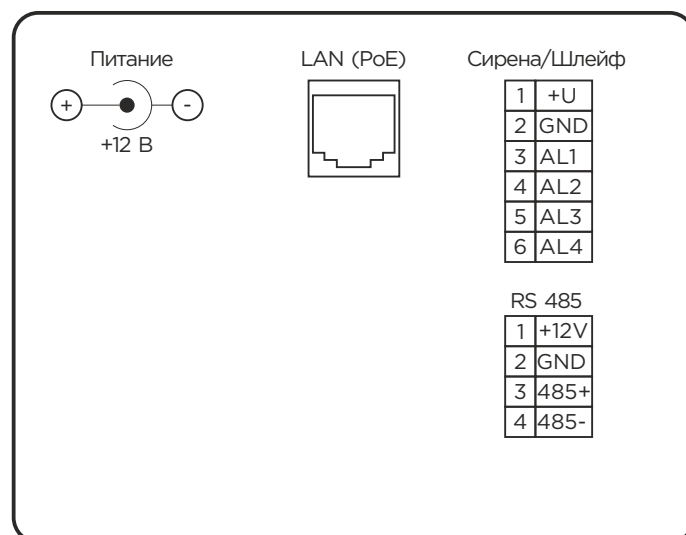 Питание
+ -
+12 В
LAN (PoE)
Сирена/Шлейф
1 +U
2 GND
3 AL1
4 AL2
5 AL3
6 AL4
RS 485
1 +12V
2 GND
3 485+
4 485-